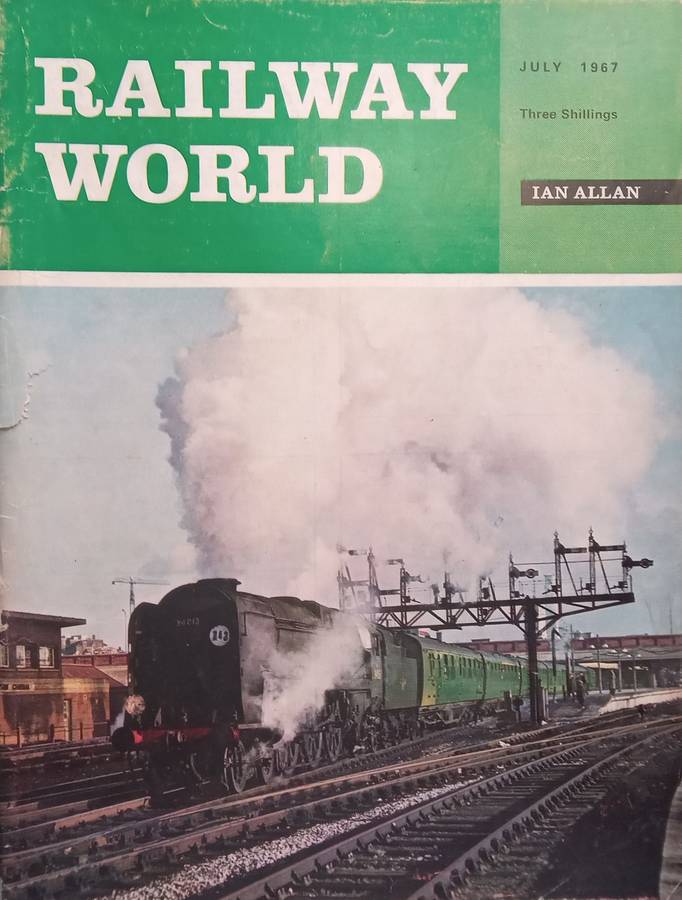 RAILWAY
WORLD
JULY 1967
Three Shillings
IAN ALLAN